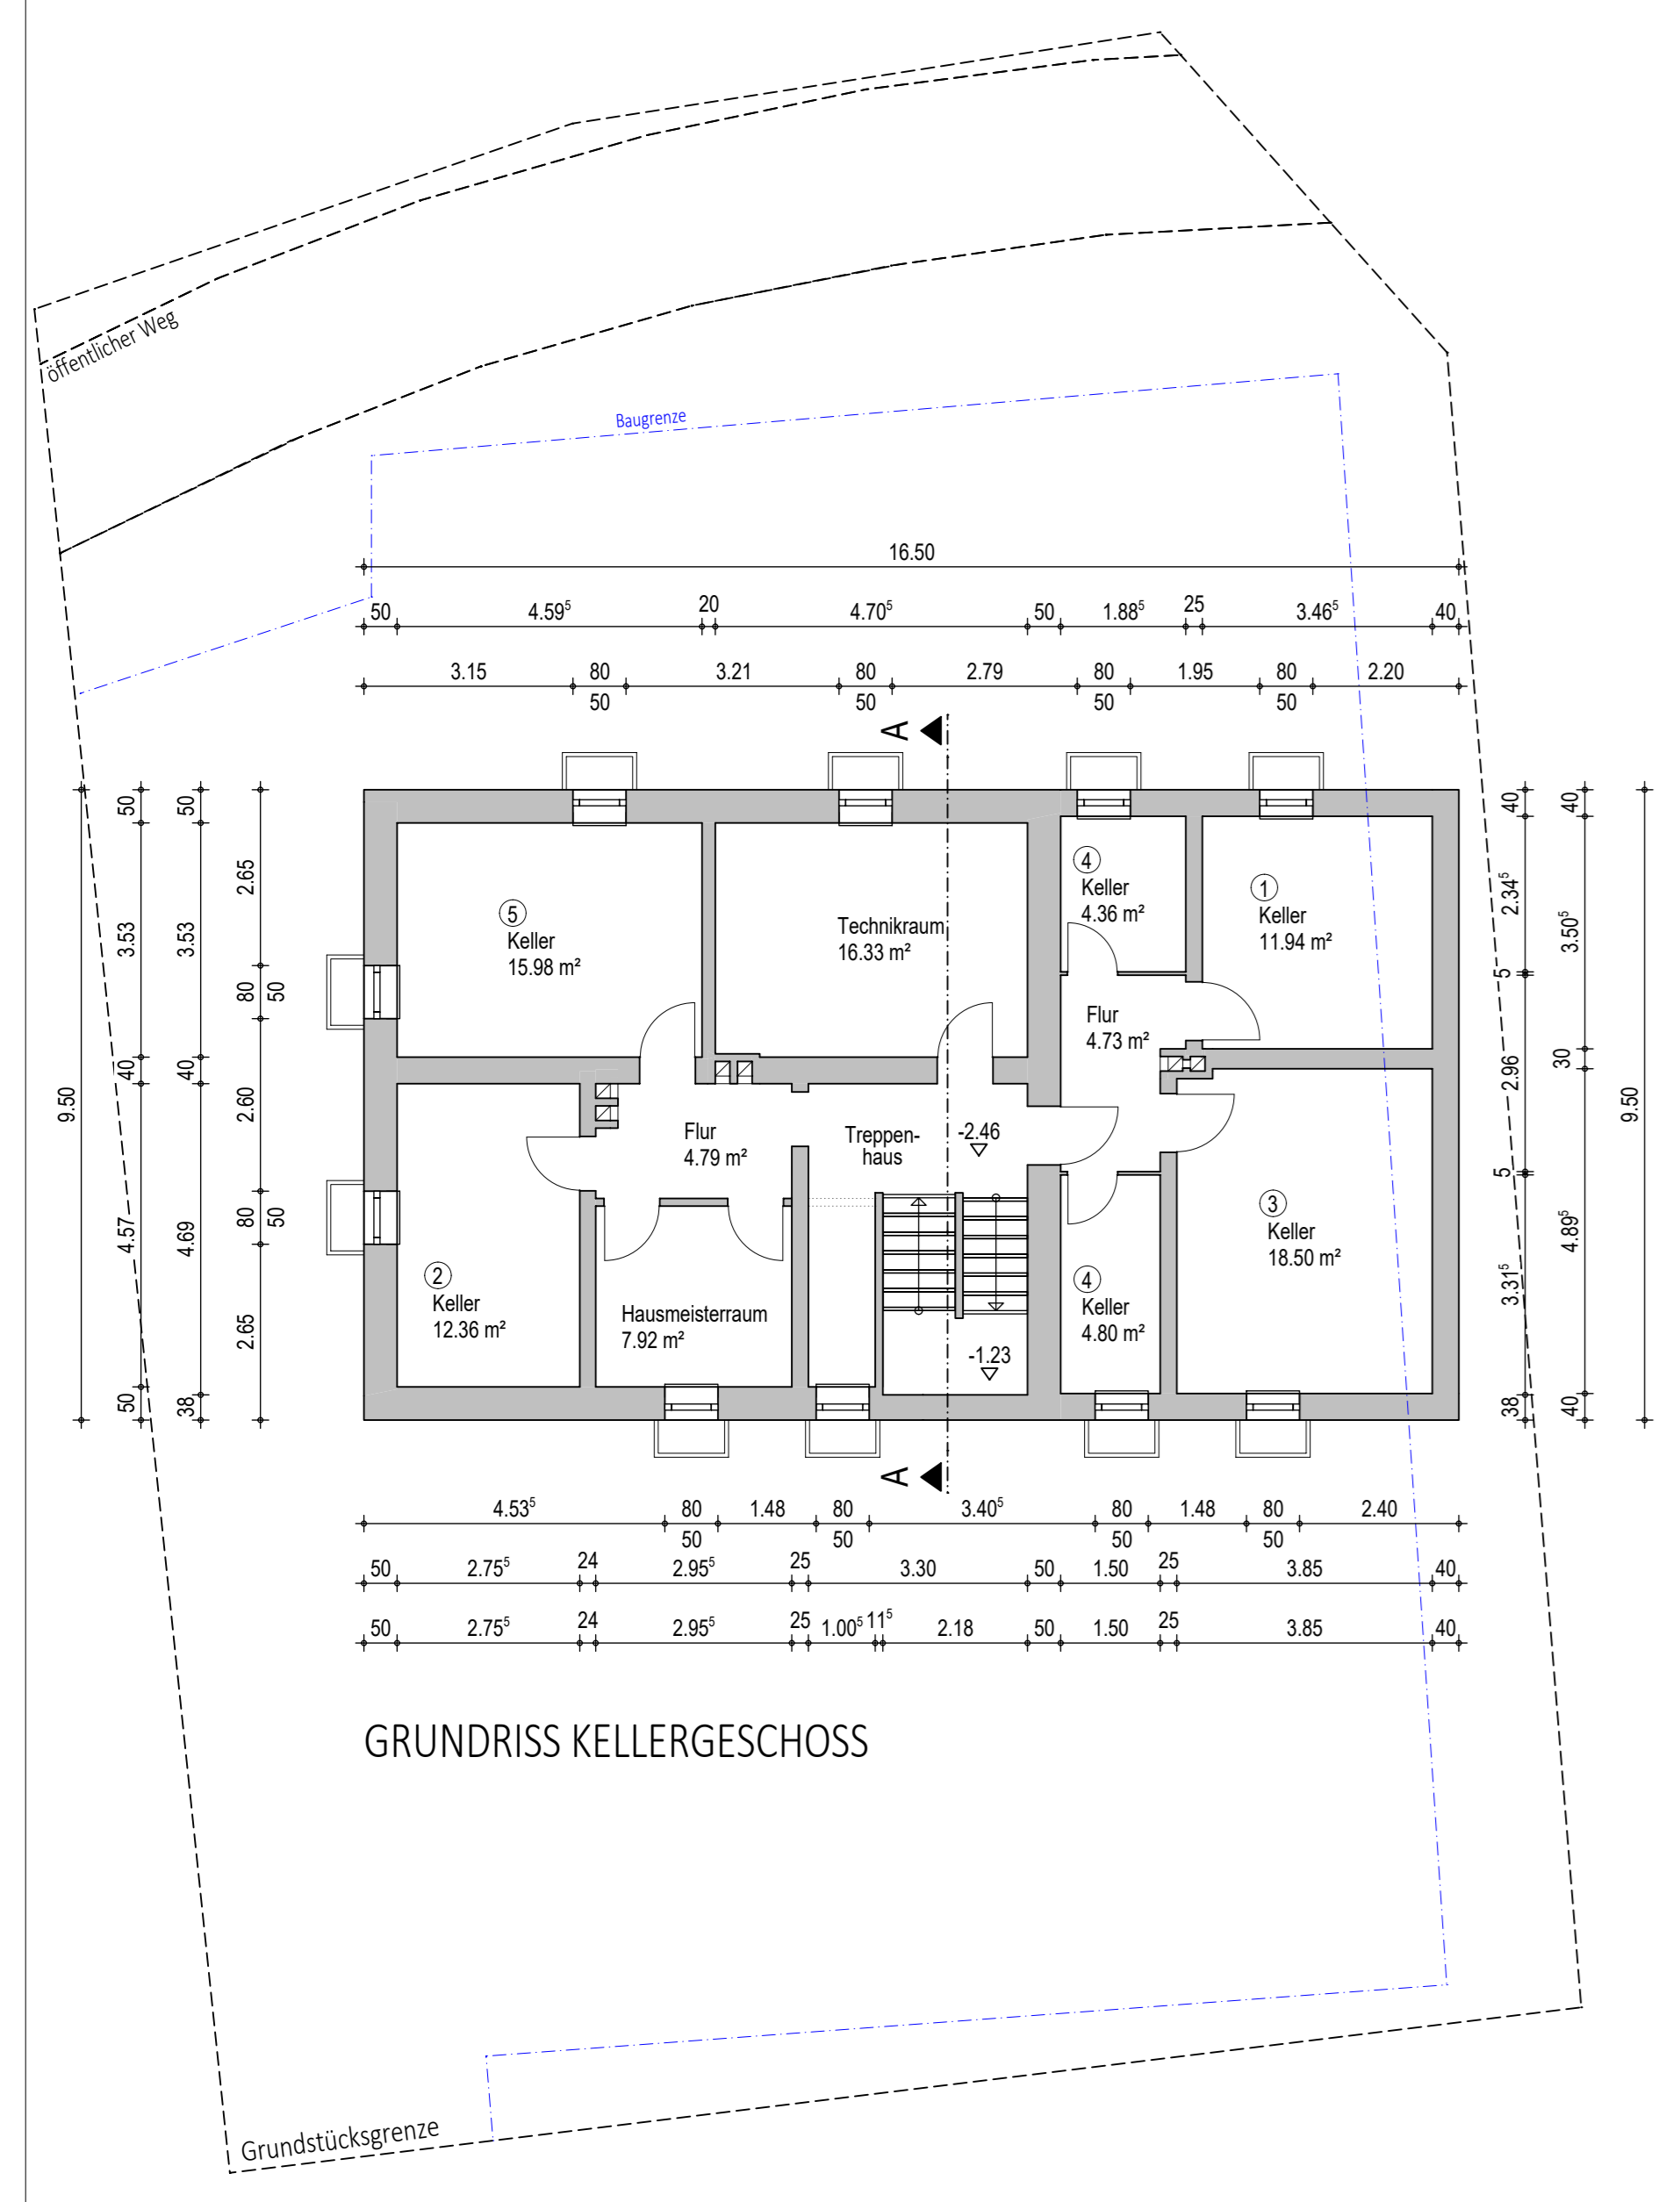 öffentlicher Weg
Baugrenze
16.50
50 4.59⁵ 20 4.70⁵ 50 1.88⁵ 25 3.46⁵ 40
3.15 80 3.21 80 2.79 80 1.95 80 2.20
50 50 50 50
A
9.50
50 3.53 40 4.57 50
50 3.53 40 4.69 38
2.65 80 2.60 80 2.65
50 50
5
Keller
15.98 m²
Technikraum
16.33 m²
4
Keller
4.36 m²
1
Keller
11.94 m²
Flur
4.73 m²
Flur
4.79 m²
Treppen-
haus
-2.46
2
Keller
12.36 m²
Hausmeisterraum
7.92 m²
-1.23
4
Keller
4.80 m²
3
Keller
18.50 m²
40 2.34⁵ 5 2.96 5 3.31⁵ 38
40 3.50⁵ 30 4.89⁵ 40
9.50
A
4.53⁵ 80 1.48 80 3.40⁵ 80 1.48 80 2.40
50 50 50 50
50 2.75⁵ 24 2.95⁵ 25 3.30 50 1.50 25 3.85 40
50 2.75⁵ 24 2.95⁵ 25 1.00⁵ 11⁵ 2.18 50 1.50 25 3.85 40
GRUNDRISS KELLERGESCHOSS
Grundstücksgrenze